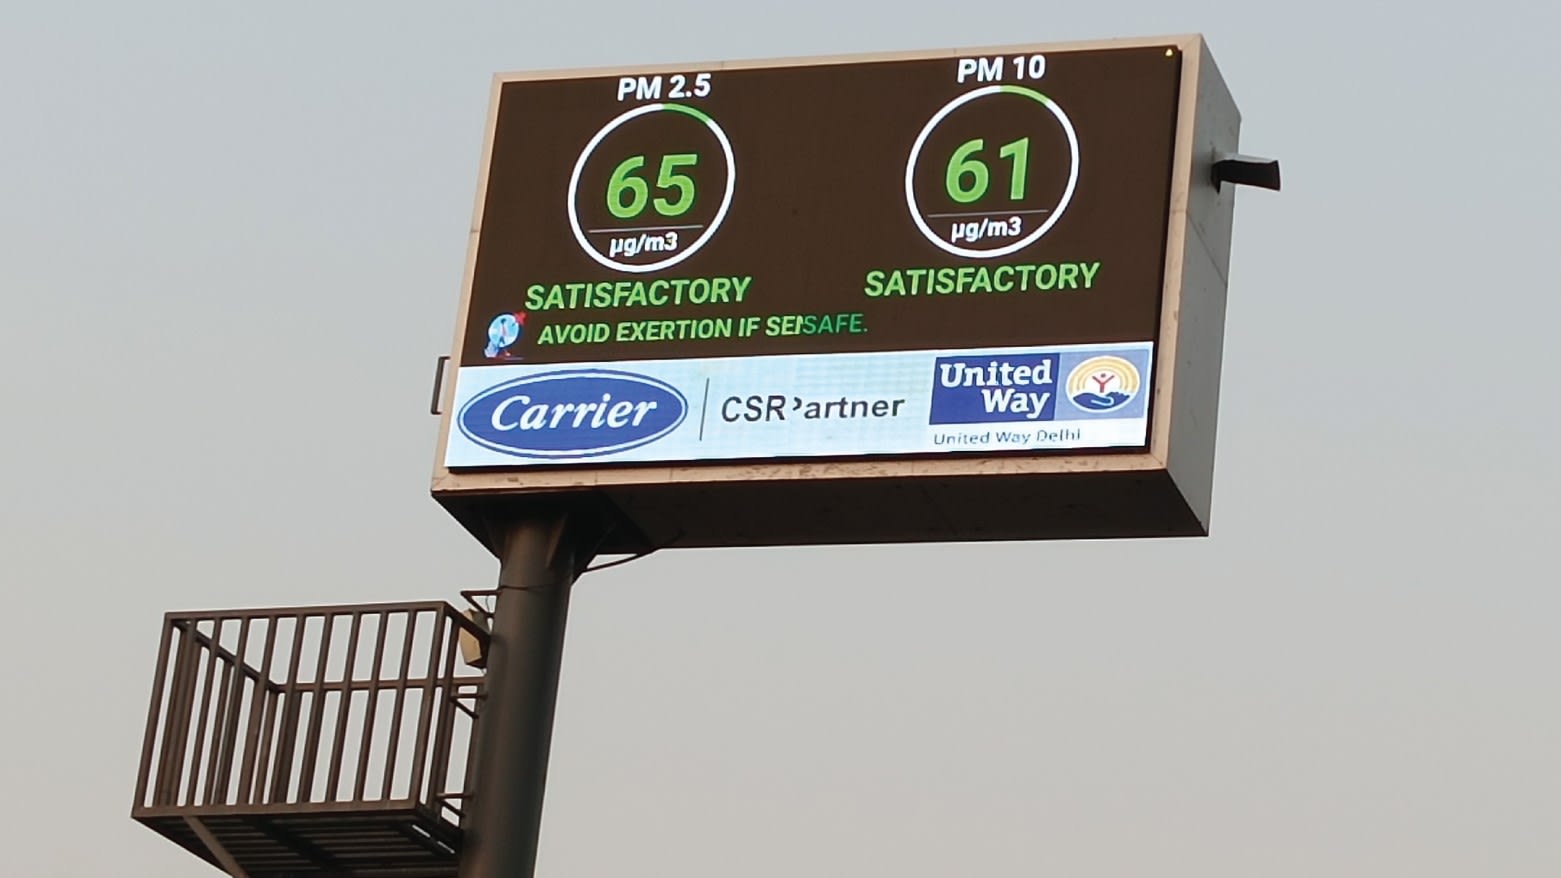 PM 2.5
65
µg/m3
SATISFACTORY
PM 10
61
µg/m3
SATISFACTORY
AVOID EXERTION IF SAFE.
Carrier
CSR artner
United
Way
United Way Delhi